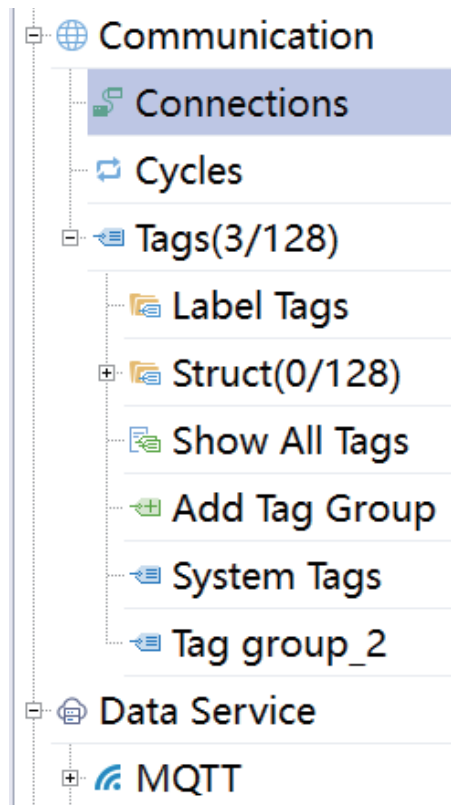 Communication
Connections
Cycles
Tags(3/128)
Label Tags
Struct(0/128)
Show All Tags
Add Tag Group
System Tags
Tag group_2
Data Service
MQTT